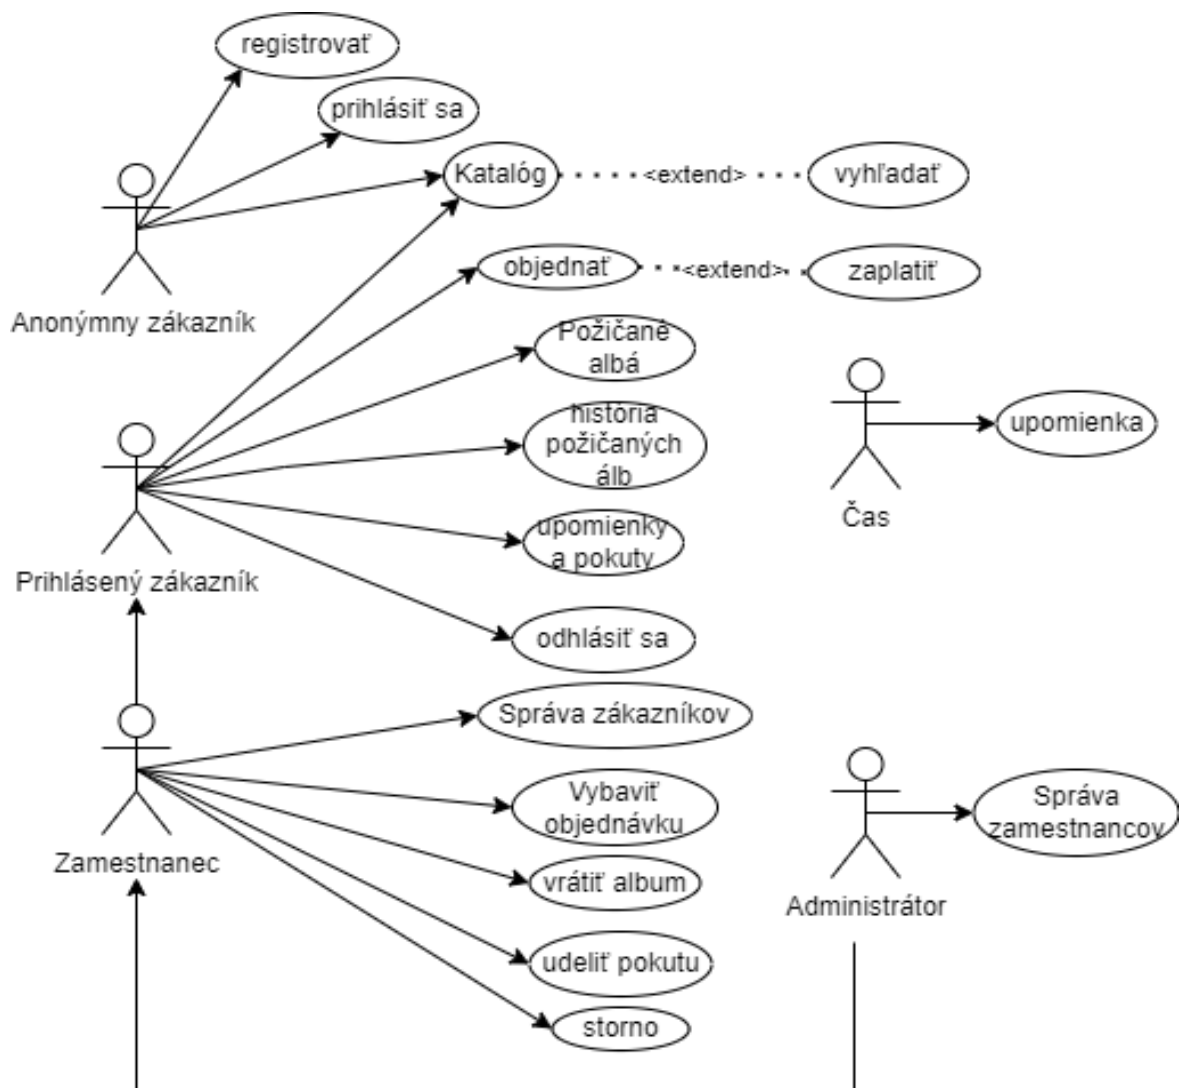 registrovať
prihlásiť sa
Katalóg
<extend>
vyhľadať
objednať
<extend>
zaplatiť
Anonýmny zákazník
Požičané
albá
história
požičaných
álb
upomienka
Čas
upomienky
a pokuty
Prihlásený zákazník
odhlásiť sa
Správa zákazníkov
Vybaviť
objednávku
Správa
zamestnancov
Zamestnanec
vrátiť album
Administrátor
udeliť pokutu
storno